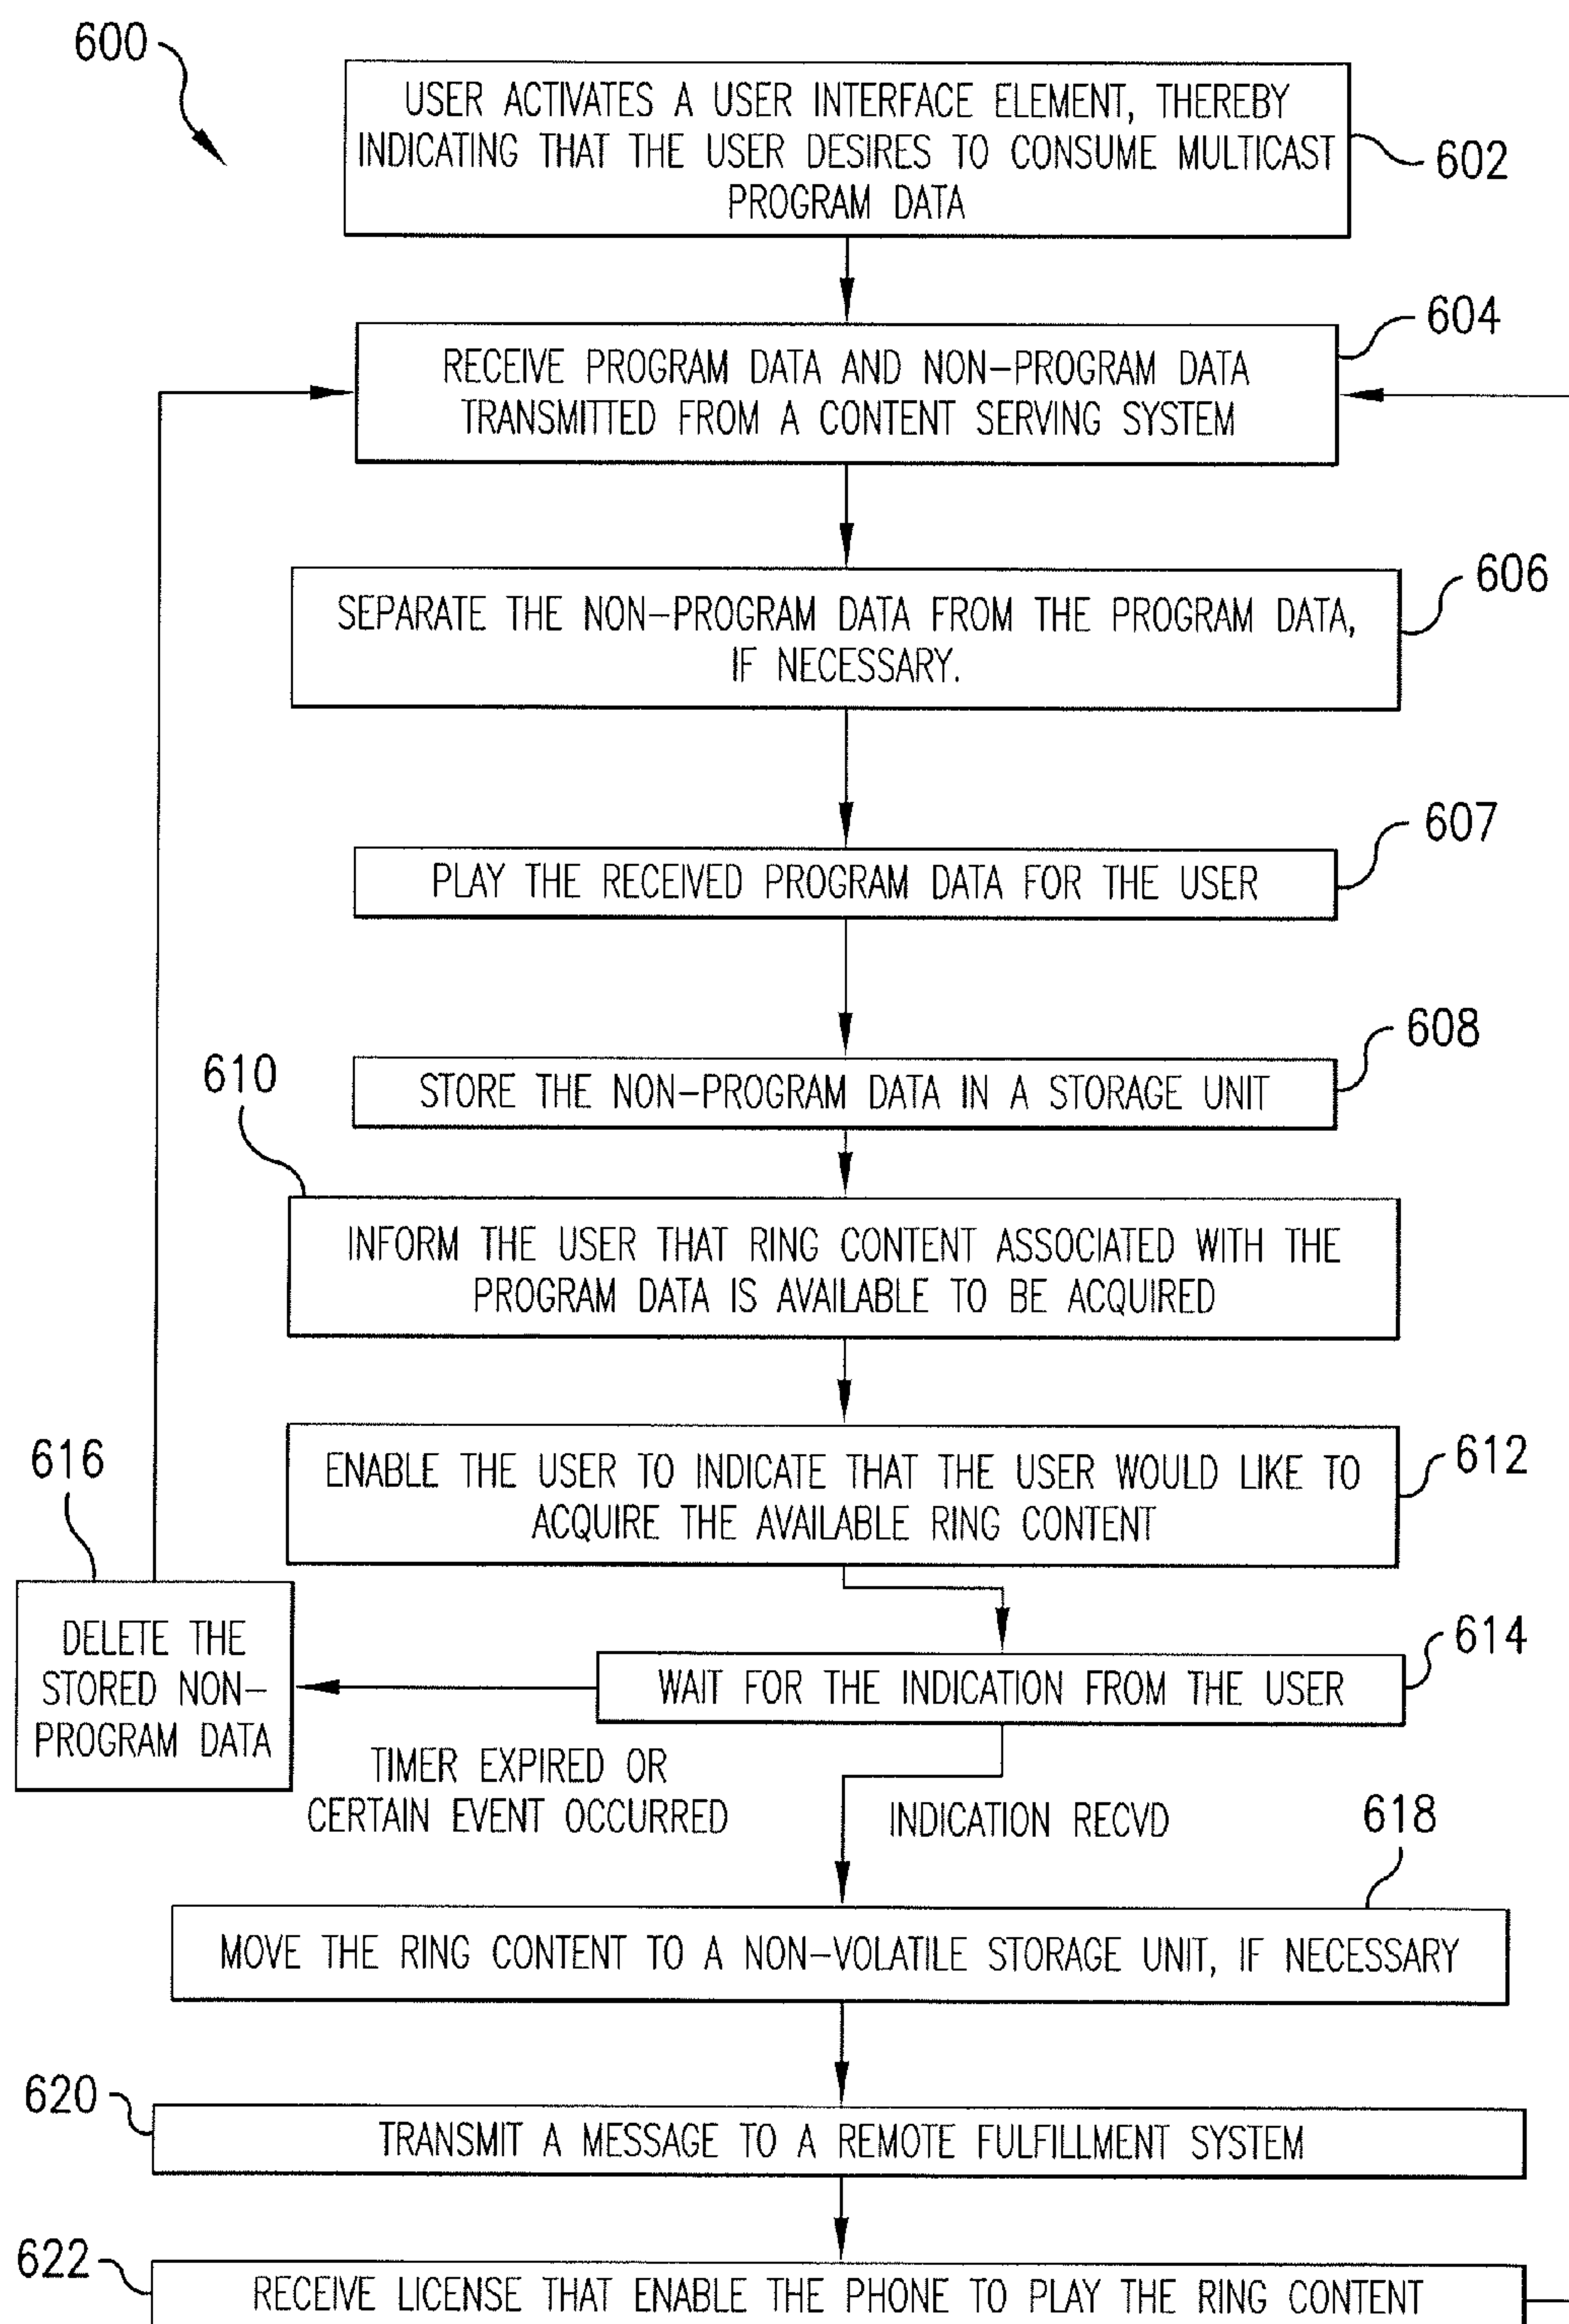 600
USER ACTIVATES A USER INTERFACE ELEMENT, THEREBY
INDICATING THAT THE USER DESIRES TO CONSUME MULTICAST
PROGRAM DATA
602
604
RECEIVE PROGRAM DATA AND NON-PROGRAM DATA
TRANSMITTED FROM A CONTENT SERVING SYSTEM
606
SEPARATE THE NON-PROGRAM DATA FROM THE PROGRAM DATA,
IF NECESSARY.
607
PLAY THE RECEIVED PROGRAM DATA FOR THE USER
608
STORE THE NON-PROGRAM DATA IN A STORAGE UNIT
610
INFORM THE USER THAT RING CONTENT ASSOCIATED WITH THE
PROGRAM DATA IS AVAILABLE TO BE ACQUIRED
612
ENABLE THE USER TO INDICATE THAT THE USER WOULD LIKE TO
ACQUIRE THE AVAILABLE RING CONTENT
616
DELETE THE
STORED NON-
PROGRAM DATA
614
WAIT FOR THE INDICATION FROM THE USER
TIMER EXPIRED OR
CERTAIN EVENT OCCURRED
INDICATION RECVD
618
MOVE THE RING CONTENT TO A NON-VOLATILE STORAGE UNIT, IF NECESSARY
620
TRANSMIT A MESSAGE TO A REMOTE FULFILLMENT SYSTEM
622
RECEIVE LICENSE THAT ENABLE THE PHONE TO PLAY THE RING CONTENT